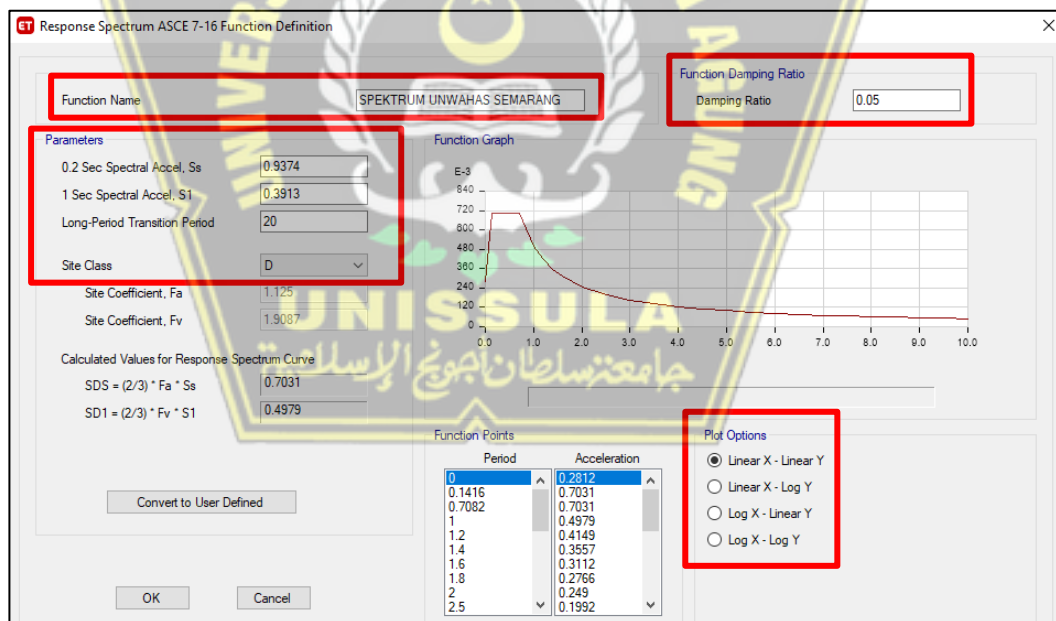 Response Spectrum ASCE 7-16 Function Definition
Function Name
SPEKTRUM UNWAHAS SEMARANG
Function Damping Ratio
Damping Ratio
0.05
Parameters
0.2 Sec Spectral Accel, Ss
0.9374
1 Sec Spectral Accel, S1
0.3913
Long-Period Transition Period
20
Site Class
D
Site Coefficient, Fa
1.125
Site Coefficient, Fv
1.9087
Calculated Values for Response Spectrum Curve
SDS = (2/3) * Fa * Ss
0.7031
SD1 = (2/3) * Fv * S1
0.4979
Convert to User Defined
OK
Cancel
Function Graph
E-3
840
720
600
480
360
240
120
0
0.0 1.0 2.0 3.0 4.0 5.0 6.0 7.0 8.0 9.0 10.0
Function Points
Period Acceleration
0 0.2812
0.1416 0.7031
0.7082 0.7031
1 0.4979
1.2 0.4149
1.4 0.3557
1.6 0.3112
1.8 0.2766
2 0.249
2.5 0.1992
Plot Options
Linear X - Linear Y
Linear X - Log Y
Log X - Linear Y
Log X - Log Y
UNISSULA
جامعتنسلطان أجونج الإسلامية